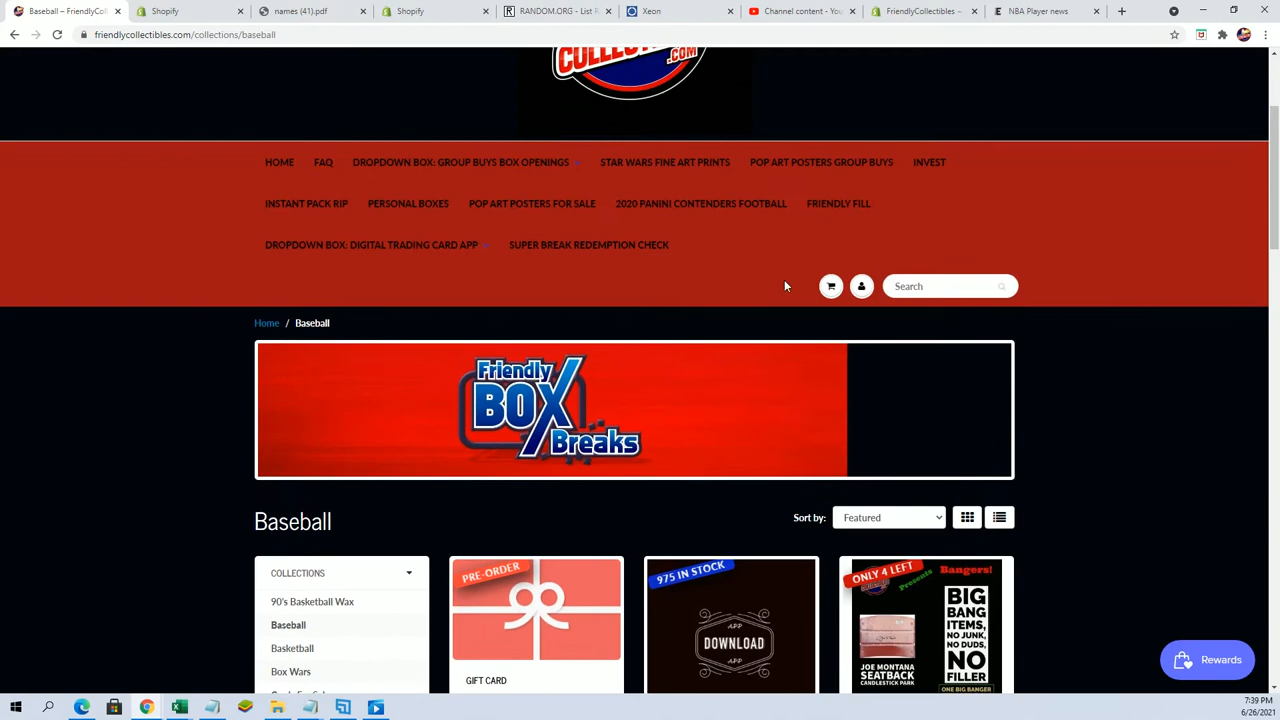 Baseball – FriendlyColl
Shopify
names (41).pdf
Shopify
RANDOM.ORG - List R
Xeon
Channel content - You
FriendlyCollectibles ~
NBA Player news
friendlycollectibles.com/collections/baseball
COLLECT
.COM
HOME FAQ DROPDOWN BOX: GROUP BUYS BOX OPENINGS STAR WARS FINE ART PRINTS POP ART POSTERS GROUP BUYS INVEST
INSTANT PACK RIP PERSONAL BOXES POP ART POSTERS FOR SALE 2020 PANINI CONTENDERS FOOTBALL FRIENDLY FILL
DROPDOWN BOX: DIGITAL TRADING CARD APP SUPER BREAK REDEMPTION CHECK
Search
Home / Baseball
Friendly
BOX
Breaks
Baseball
Sort by: Featured
COLLECTIONS
90's Basketball Wax
Baseball
Basketball
Box Wars
PRE-ORDER
GIFT CARD
975 IN STOCK
APP
DOWNLOAD
ONLY 4 LEFT
Presents
Bangers!
BIG
BANG
ITEMS,
NO JUNK,
NO DUDS,
NO
FILLER
ONE BIG BANGER
JOE MONTANA
SEATBACK
CANDLESTICK PARK
Rewards
7:39 PM
6/26/2021